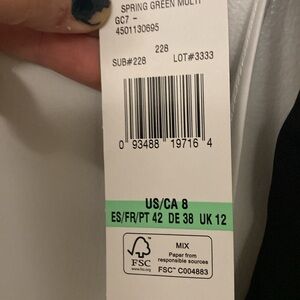 SPRING GREEN MULTI
GC7 -
4501130695
228
SUB#228 LOT#3333
0 93488 19716 4
US/CA 8
ES/FR/PT 42 DE 38 UK 12
FSC
www.fsc.org
MIX
Paper from
responsible sources
FSC™ C004883